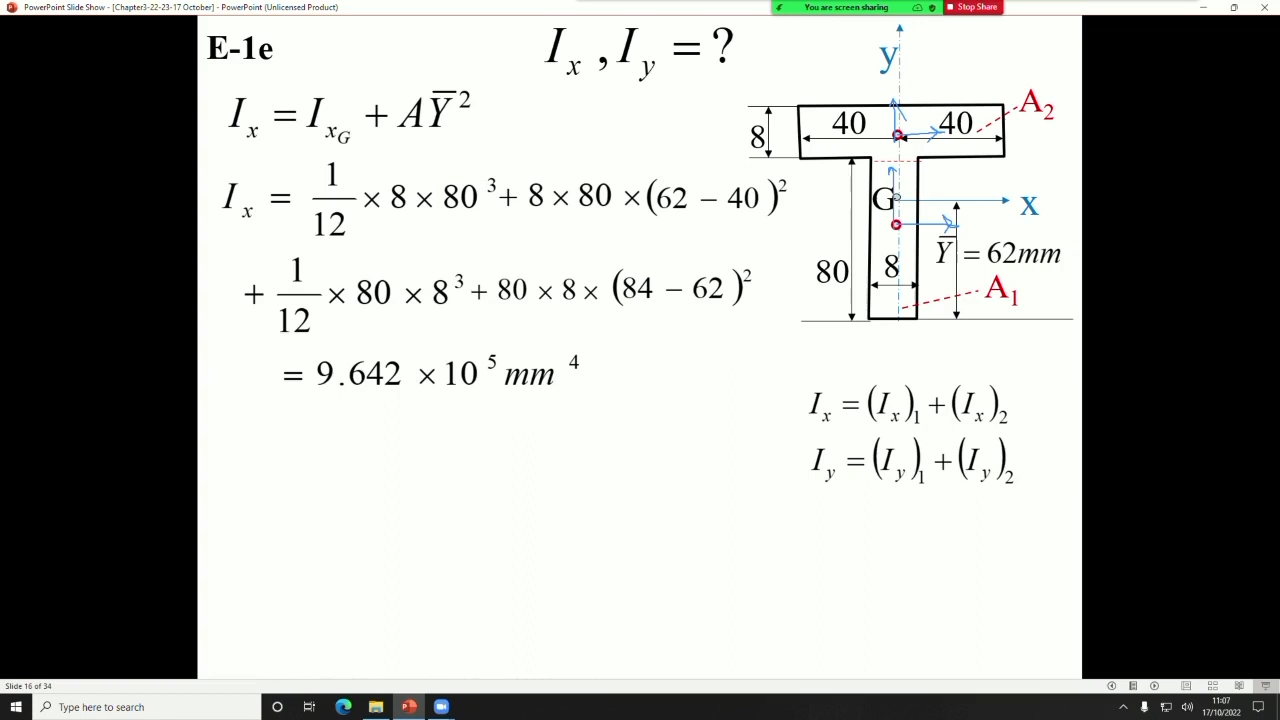 PowerPoint Slide Show - [Chapter3-22-23-17 October] - PowerPoint (Unlicensed Product)
You are screen sharing
Stop Share
E-1e
I_x , I_y = ?
I_x = I_{x_G} + AȲ²
I_x = 1/12 × 8 × 80³ + 8 × 80 × (62 − 40)²
+ 1/12 × 80 × 8³ + 80 × 8 × (84 − 62)²
= 9.642 × 10⁵ mm⁴
y
A₂
8
40
40
G
x
80
8
Ȳ = 62mm
A₁
I_x = (I_x)₁ + (I_x)₂
I_y = (I_y)₁ + (I_y)₂
Slide 16 of 34
Type here to search
11:07
17/10/2022